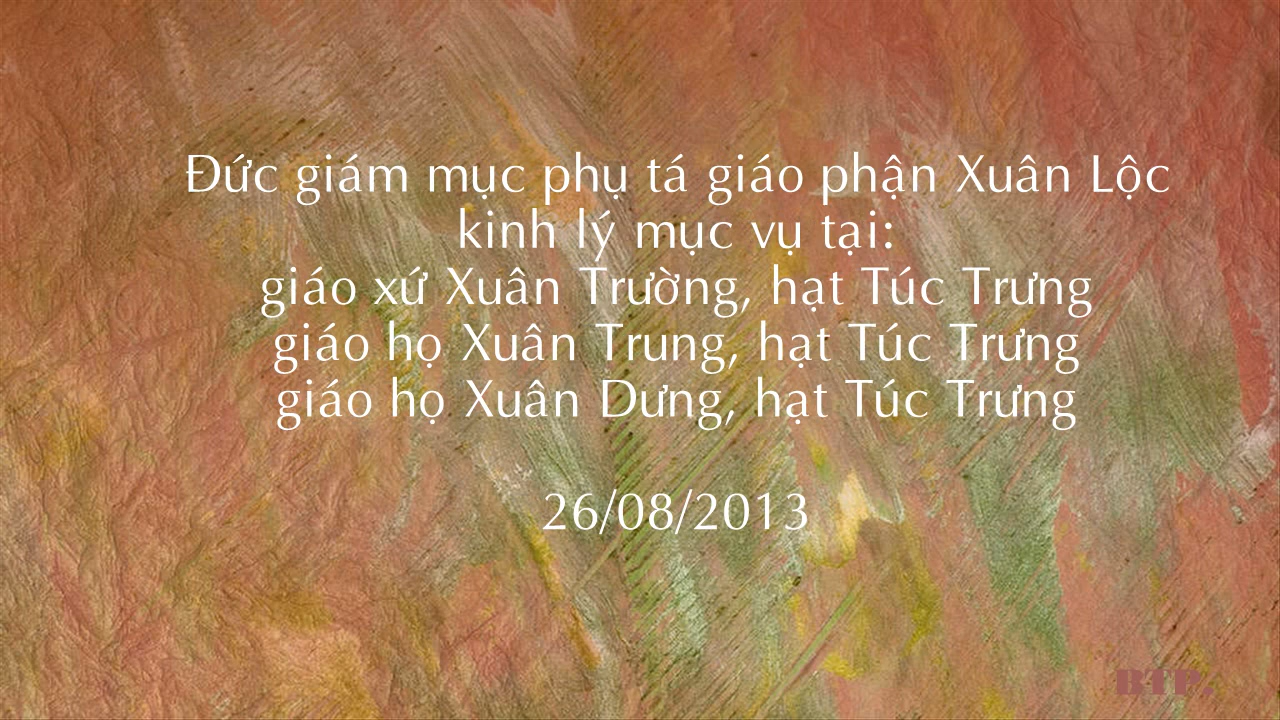 Đức giám mục phụ tá giáo phận Xuân Lộc
kinh lý mục vụ tại:
giáo xứ Xuân Trường, hạt Túc Trưng
giáo họ Xuân Trung, hạt Túc Trưng
giáo họ Xuân Dưng, hạt Túc Trưng
26/08/2013
BTP.